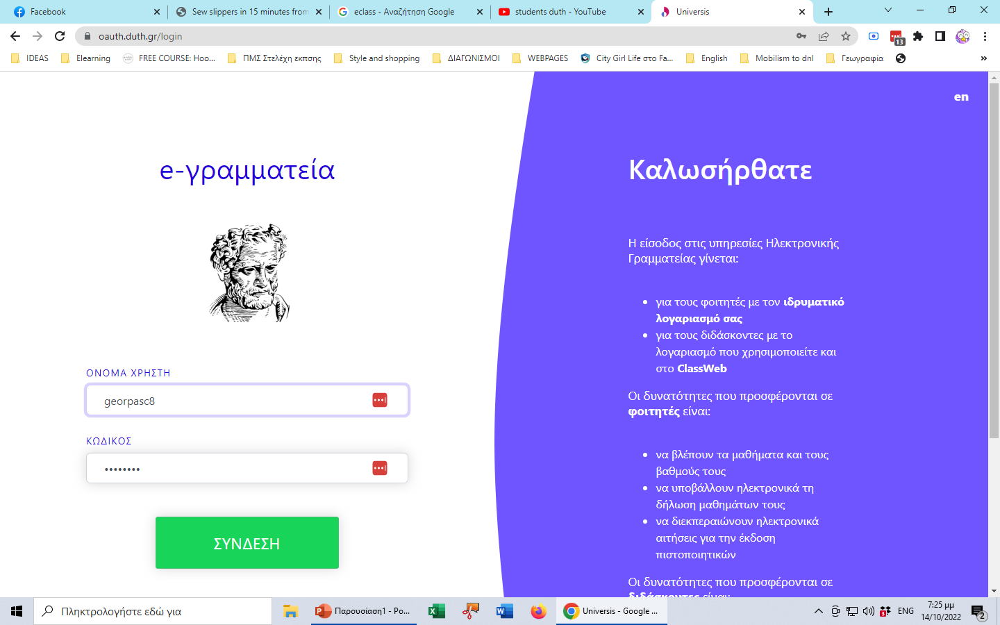 Facebook
Sew slippers in 15 minutes from
eclass - Αναζήτηση Google
students duth - YouTube
Universis
oauth.duth.gr/login
13
IDEAS
Elearning
FREE COURSE: Hoo...
ΠΜΣ Στελέχη εκπσης
Style and shopping
ΔΙΑΓΩΝΙΣΜΟΙ
WEBPAGES
City Girl Life στο Fa...
English
Mobilism to dnl
Γεωγραφία
»
en
e-γραμματεία
ΟΝΟΜΑ ΧΡΗΣΤΗ
georpasc8
ΚΩΔΙΚΟΣ
••••••••
ΣΥΝΔΕΣΗ
Καλωσήρθατε
Η είσοδος στις υπηρεσίες Ηλεκτρονικής
Γραμματείας γίνεται:
• για τους φοιτητές με τον ιδρυματικό
λογαριασμό σας
• για τους διδάσκοντες με το
λογαριασμό που χρησιμοποιείτε και
στο ClassWeb
Οι δυνατότητες που προσφέρονται σε
φοιτητές είναι:
• να βλέπουν τα μαθήματα και τους
βαθμούς τους
• να υποβάλλουν ηλεκτρονικά τη
δήλωση μαθημάτων τους
• να διεκπεραιώνουν ηλεκτρονικά
αιτήσεις για την έκδοση
πιστοποιητικών
Οι δυνατότητες που προσφέρονται σε
διδάσκοντες είναι:
Πληκτρολογήστε εδώ για
Παρουσίαση1 - Po...
Universis - Google ...
3
ENG
7:25 μμ
14/10/2022
2